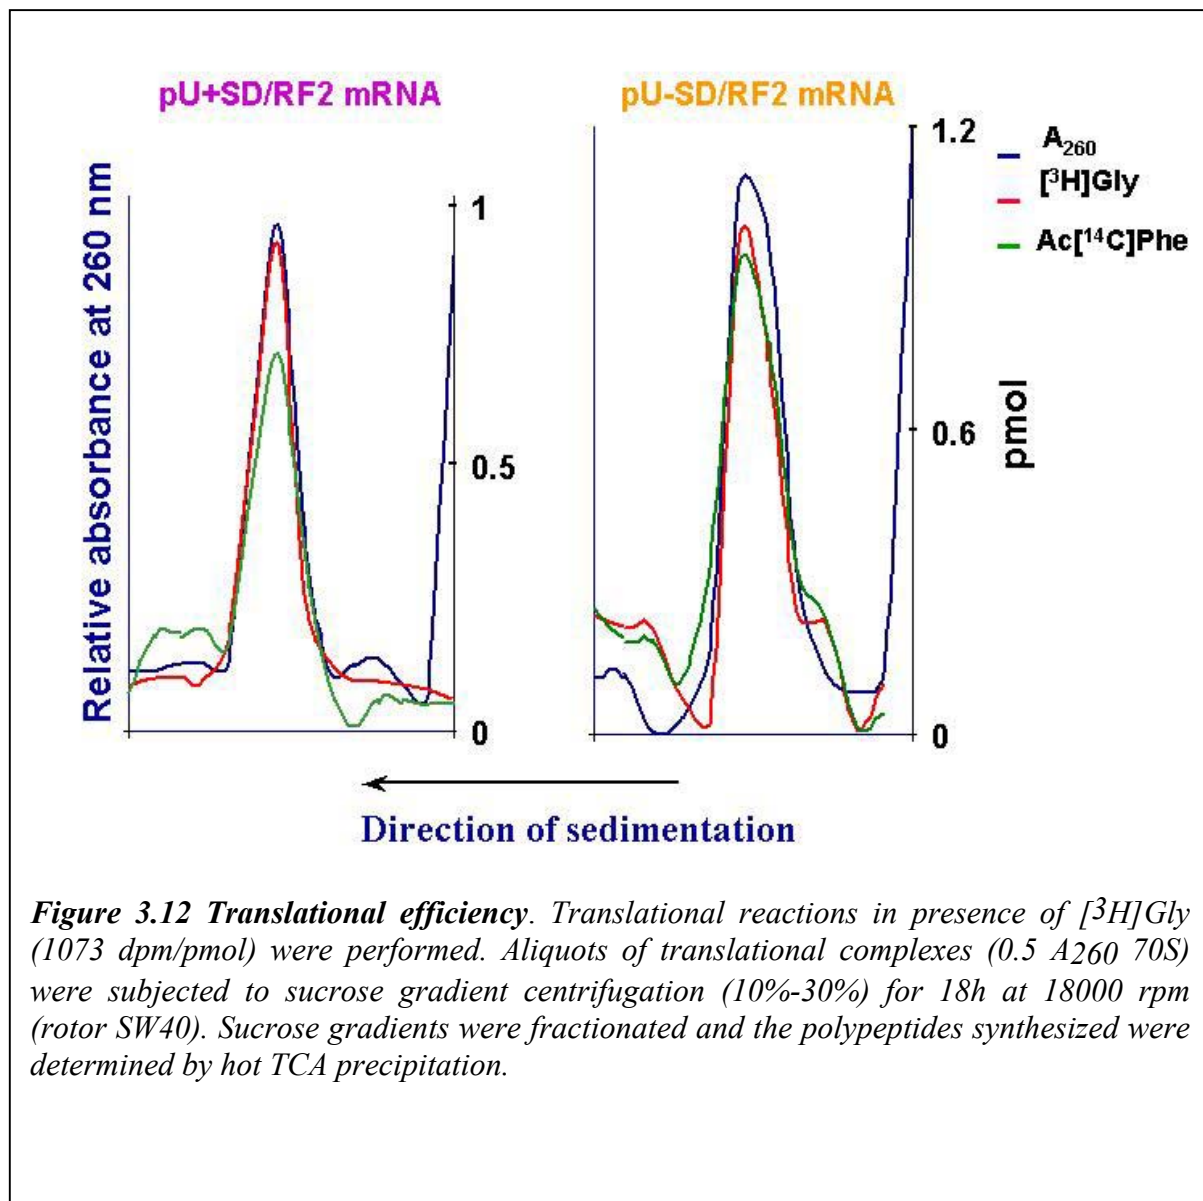 pU+SD/RF2 mRNA
pU-SD/RF2 mRNA
Relative absorbance at 260 nm
1
0.5
0
1.2
0.6
0
pmol
A260
[3H]Gly
Ac[14C]Phe
Direction of sedimentation
Figure 3.12 Translational efficiency. Translational reactions in presence of [3H]Gly
(1073 dpm/pmol) were performed. Aliquots of translational complexes (0.5 A260 70S)
were subjected to sucrose gradient centrifugation (10%-30%) for 18h at 18000 rpm
(rotor SW40). Sucrose gradients were fractionated and the polypeptides synthesized were
determined by hot TCA precipitation.